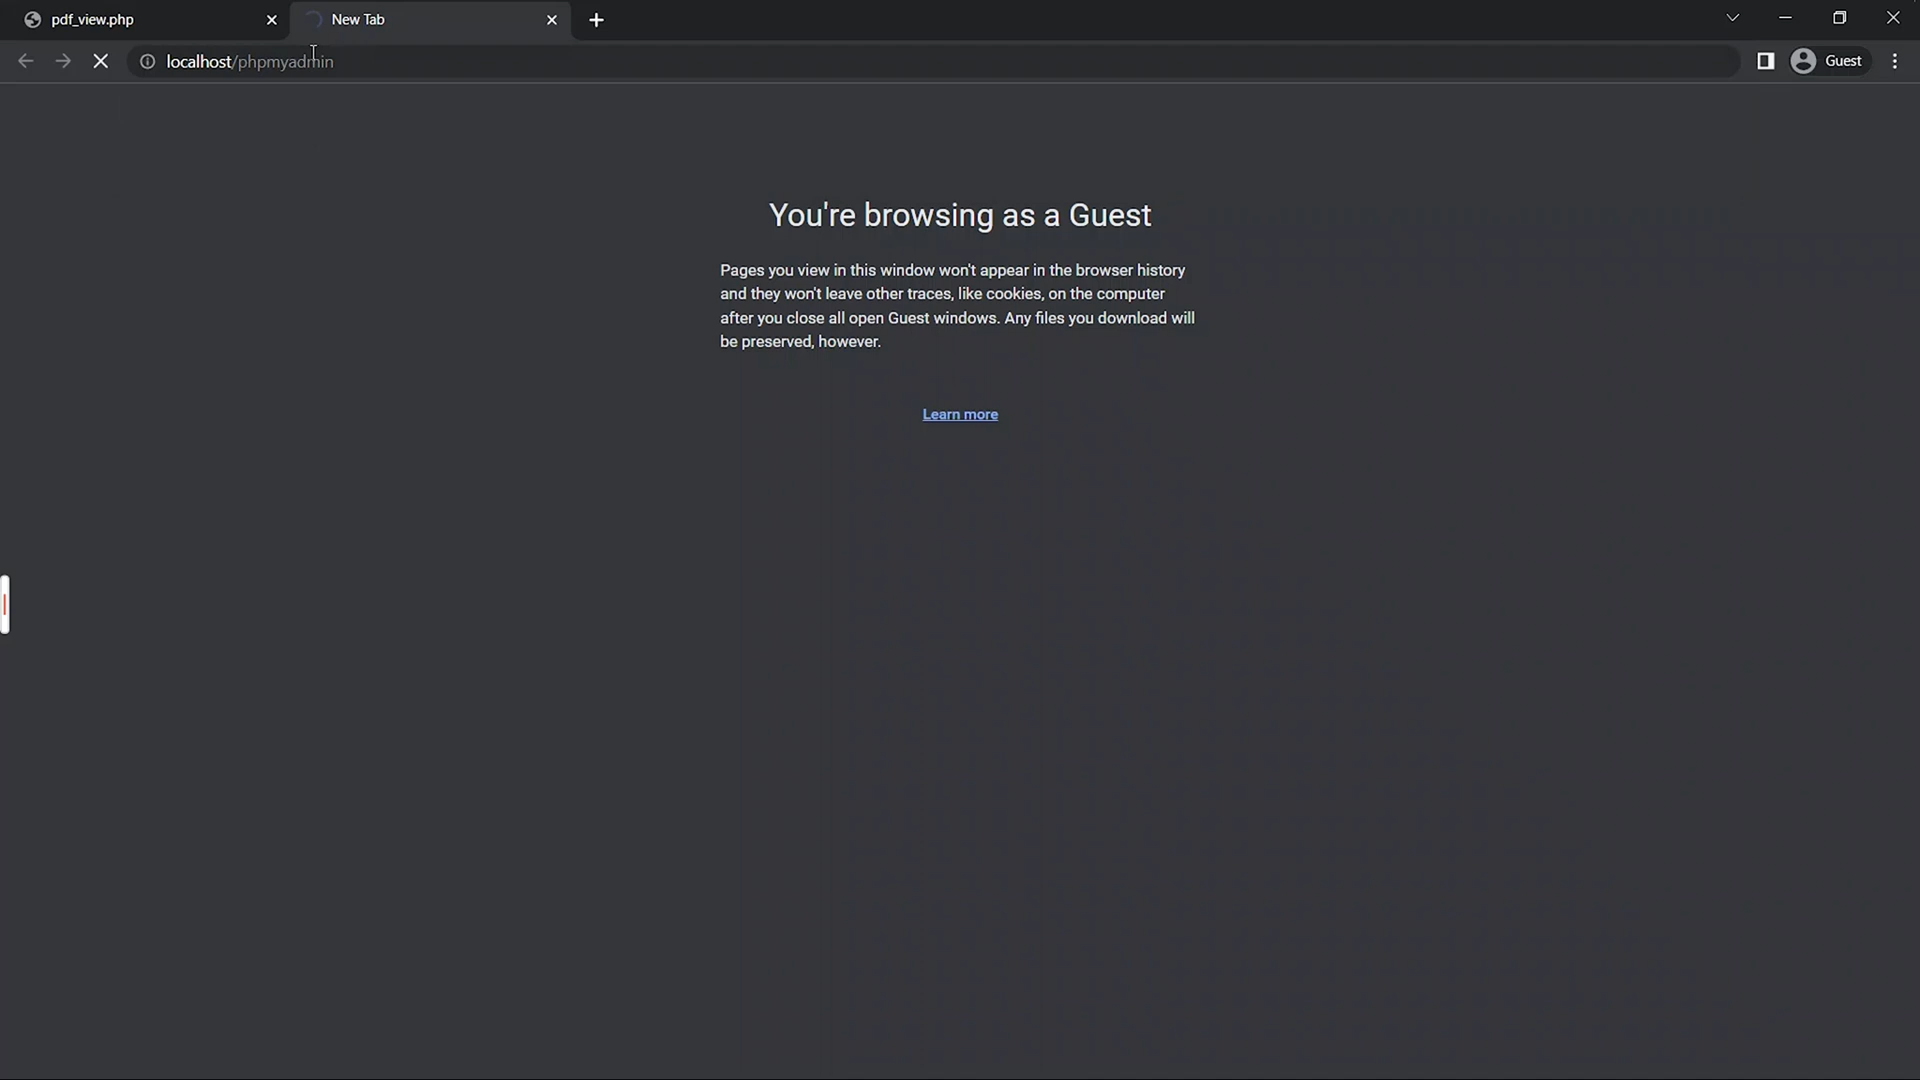 pdf_view.php
New Tab
localhost/phpmyadmin
Guest
You're browsing as a Guest
Pages you view in this window won't appear in the browser history
and they won't leave other traces, like cookies, on the computer
after you close all open Guest windows. Any files you download will
be preserved, however.
Learn more